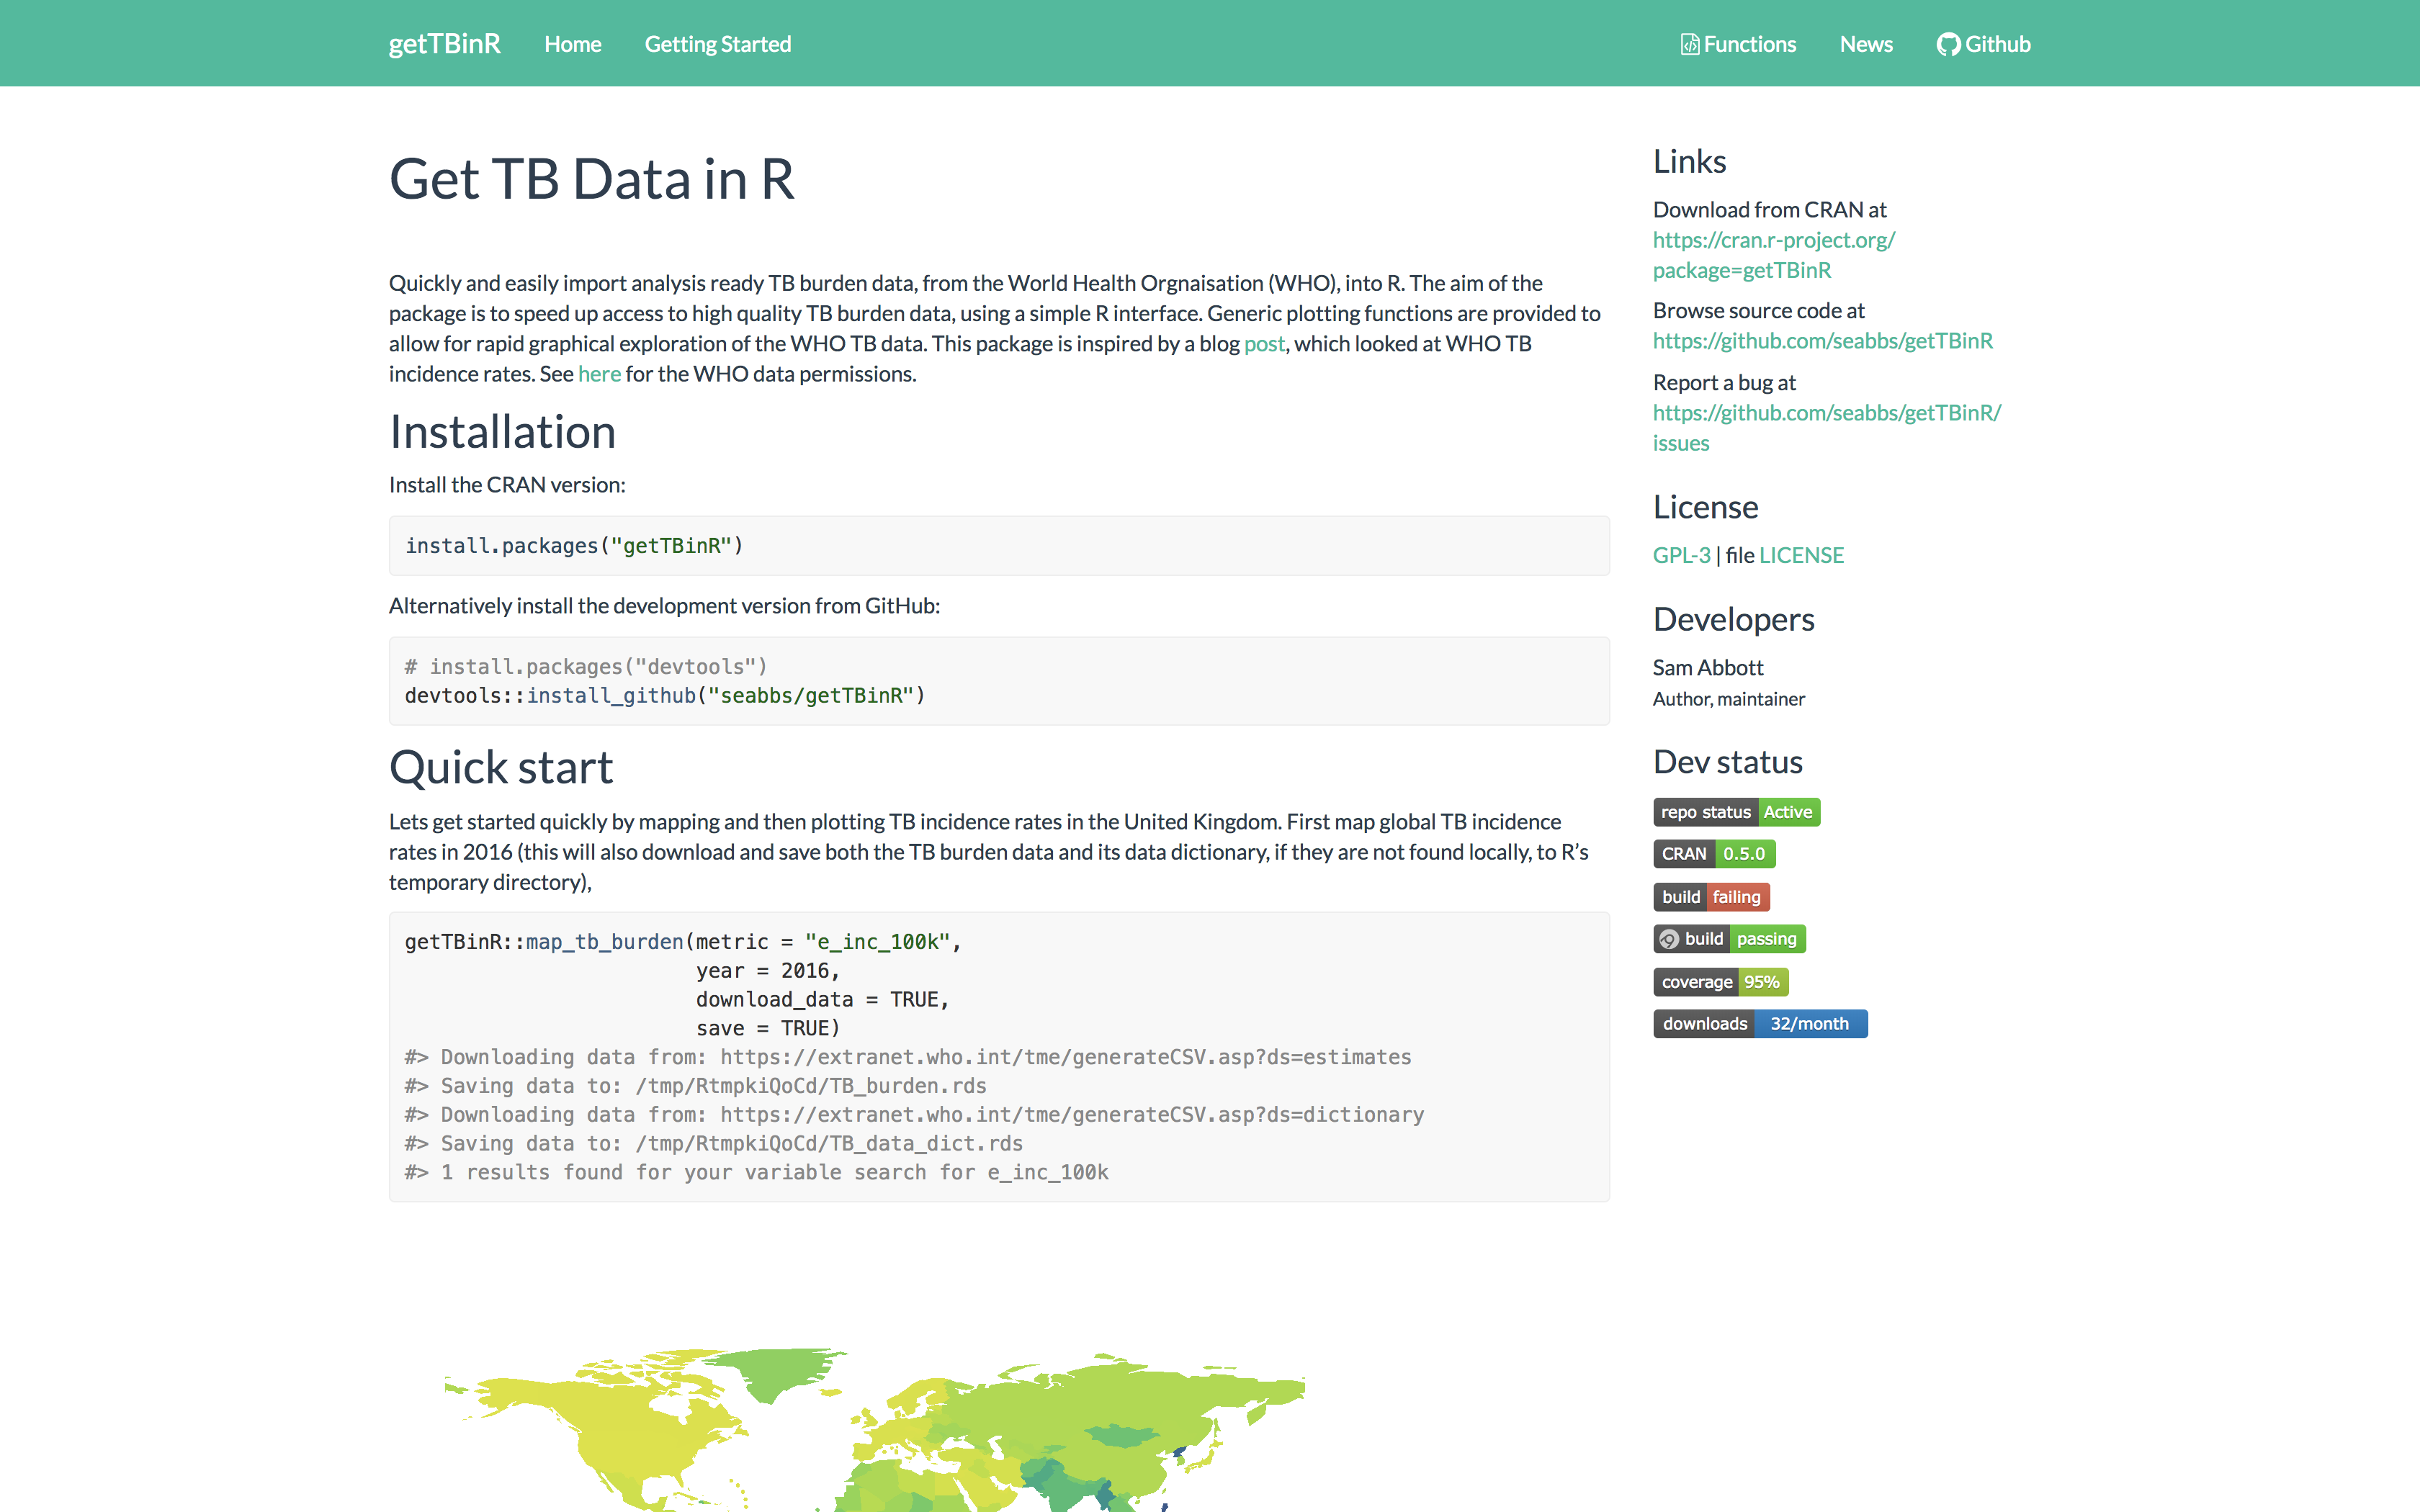 getTBinR Home Getting Started Functions News Github
Get TB Data in R
Quickly and easily import analysis ready TB burden data, from the World Health Orgnaisation (WHO), into R. The aim of the
package is to speed up access to high quality TB burden data, using a simple R interface. Generic plotting functions are provided to
allow for rapid graphical exploration of the WHO TB data. This package is inspired by a blog post, which looked at WHO TB
incidence rates. See here for the WHO data permissions.
Installation
Install the CRAN version:
install.packages("getTBinR")
Alternatively install the development version from GitHub:
# install.packages("devtools")
devtools::install_github("seabbs/getTBinR")
Quick start
Lets get started quickly by mapping and then plotting TB incidence rates in the United Kingdom. First map global TB incidence
rates in 2016 (this will also download and save both the TB burden data and its data dictionary, if they are not found locally, to R’s
temporary directory),
getTBinR::map_tb_burden(metric = "e_inc_100k",
year = 2016,
download_data = TRUE,
save = TRUE)
#> Downloading data from: https://extranet.who.int/tme/generateCSV.asp?ds=estimates
#> Saving data to: /tmp/RtmpkiQoCd/TB_burden.rds
#> Downloading data from: https://extranet.who.int/tme/generateCSV.asp?ds=dictionary
#> Saving data to: /tmp/RtmpkiQoCd/TB_data_dict.rds
#> 1 results found for your variable search for e_inc_100k
Links
Download from CRAN at
https://cran.r-project.org/
package=getTBinR
Browse source code at
https://github.com/seabbs/getTBinR
Report a bug at
https://github.com/seabbs/getTBinR/
issues
License
GPL-3 | file LICENSE
Developers
Sam Abbott
Author, maintainer
Dev status
repo status Active
CRAN 0.5.0
build failing
build passing
coverage 95%
downloads 32/month